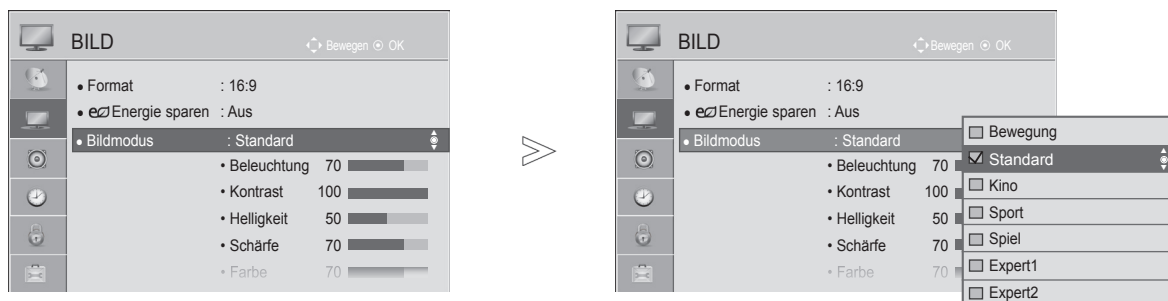 BILD
Bewegen OK
• Format : 16:9
• eco Energie sparen : Aus
• Bildmodus : Standard
• Beleuchtung 70
• Kontrast 100
• Helligkeit 50
• Schärfe 70
• Farbe 70
>>
BILD
Bewegen OK
• Format : 16:9
• eco Energie sparen : Aus
• Bildmodus : Standard
• Beleuchtung 70
• Kontrast 100
• Helligkeit 50
• Schärfe 70
• Farbe 70
Bewegung
Standard
Kino
Sport
Spiel
Expert1
Expert2